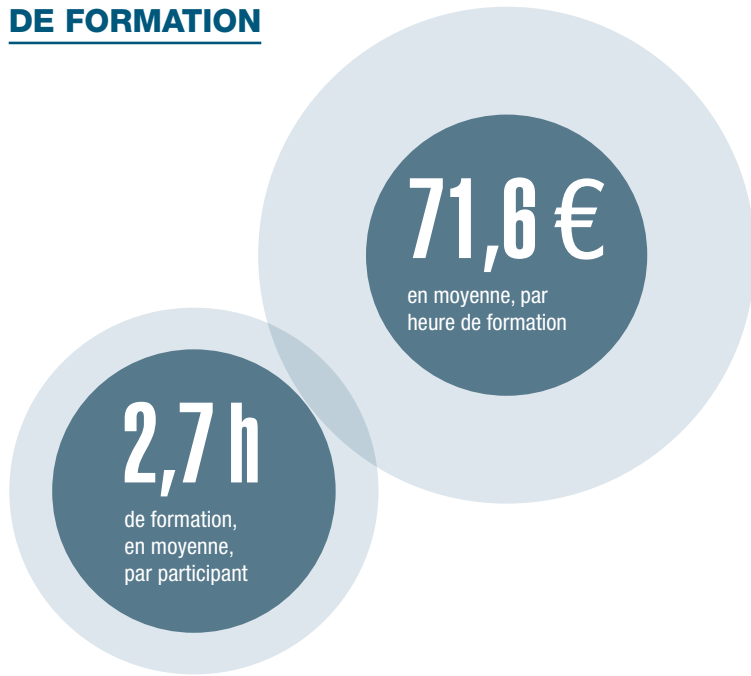 DE FORMATION
71,6 €
en moyenne, par
heure de formation
2,7 h
de formation,
en moyenne,
par participant